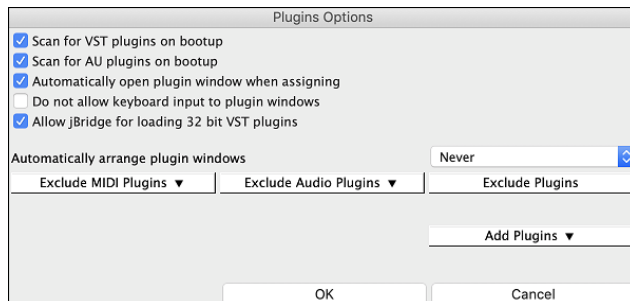 Plugins Options
Scan for VST plugins on bootup
Scan for AU plugins on bootup
Automatically open plugin window when assigning
Do not allow keyboard input to plugin windows
Allow jBridge for loading 32 bit VST plugins
Automatically arrange plugin windows Never
Exclude MIDI Plugins ▼ Exclude Audio Plugins ▼ Exclude Plugins
Add Plugins ▼
OK Cancel